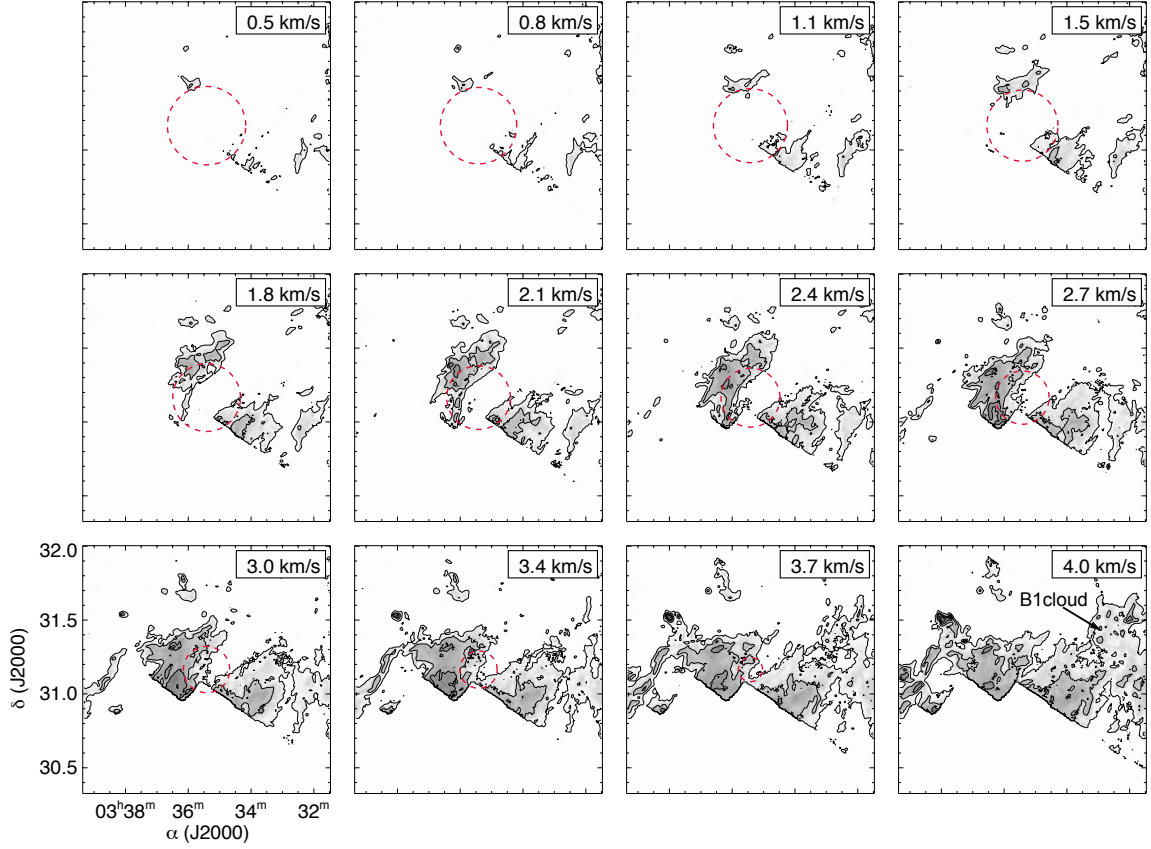 0.5 km/s
0.8 km/s
1.1 km/s
1.5 km/s
1.8 km/s
2.1 km/s
2.4 km/s
2.7 km/s
3.0 km/s
3.4 km/s
3.7 km/s
4.0 km/s
B1cloud
32.0
31.5
31.0
30.5
δ (J2000)
03ʰ38ᵐ 36ᵐ 34ᵐ 32ᵐ
α (J2000)